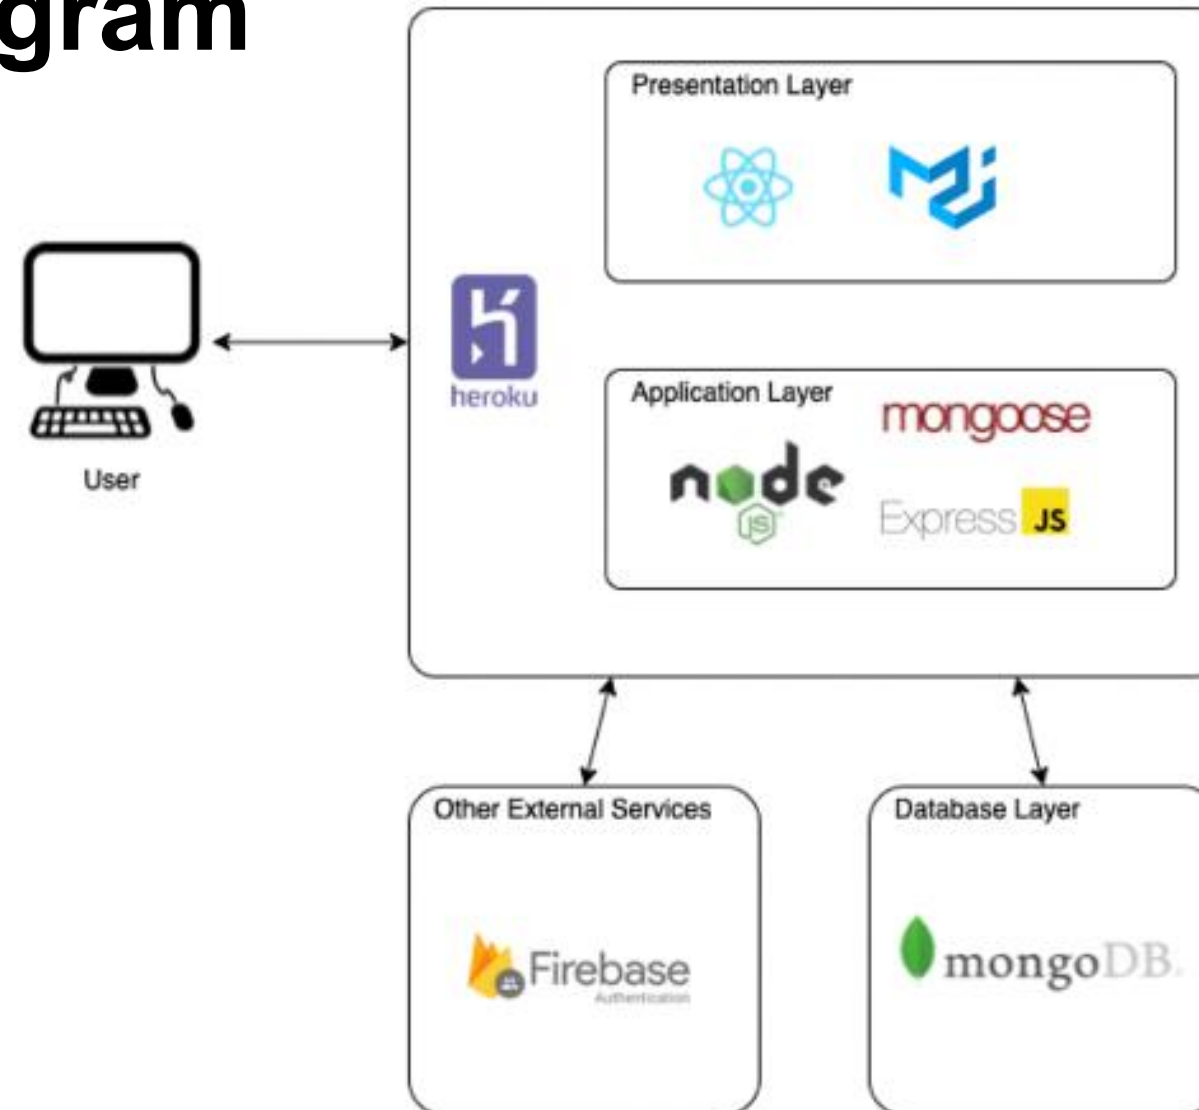 gram
Presentation Layer
heroku
Application Layer
mongoose
node
JS
Express JS
User
Other External Services
Database Layer
Firebase
Authentication
mongoDB.